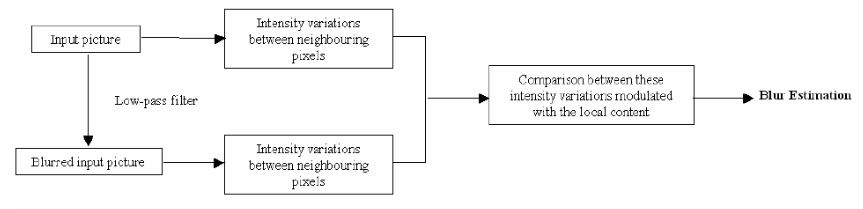 Input picture
Intensity variations
between neighbouring
pixels
Low-pass filter
Comparison between these
intensity variations modulated
with the local content
Blur Estimation
Blurred input picture
Intensity variations
between neighbouring
pixels